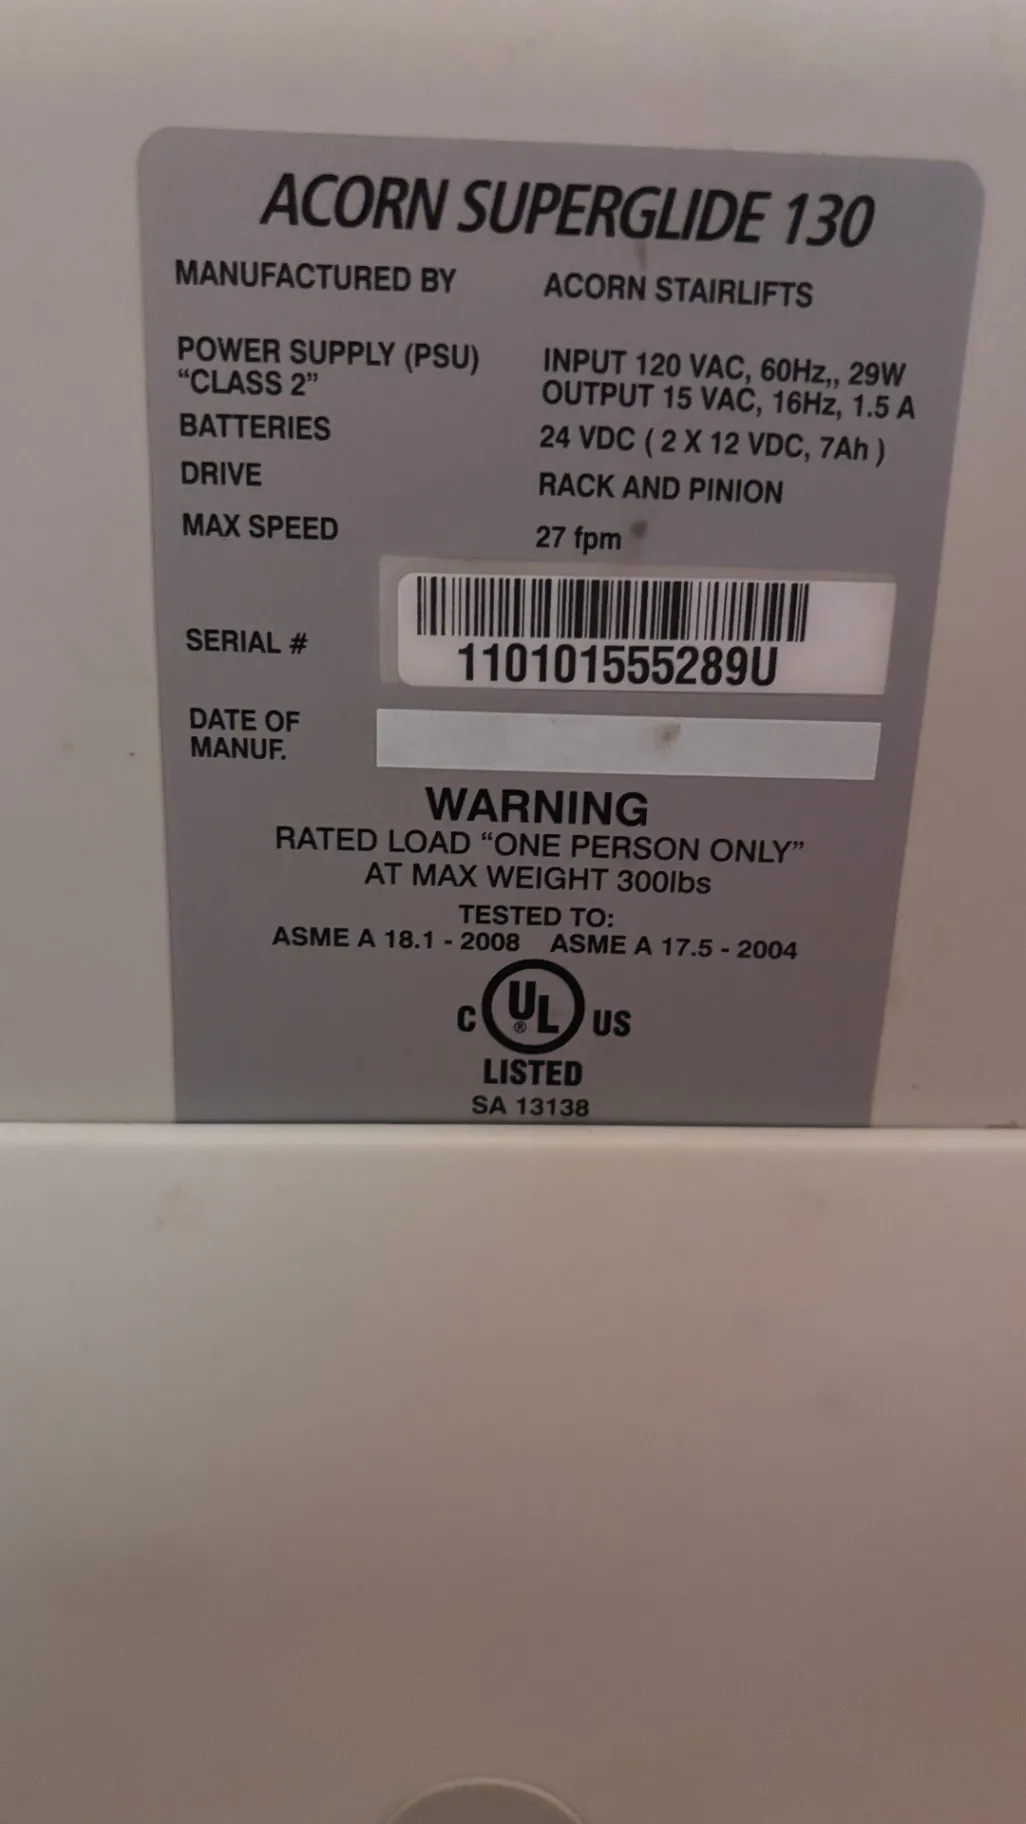 ACORN SUPERGLIDE 130
MANUFACTURED BY ACORN STAIRLIFTS
POWER SUPPLY (PSU) INPUT 120 VAC, 60Hz,, 29W
“CLASS 2” OUTPUT 15 VAC, 16Hz, 1.5 A
BATTERIES 24 VDC ( 2 X 12 VDC, 7Ah )
DRIVE RACK AND PINION
MAX SPEED 27 fpm
SERIAL # 110101555289U
DATE OF
MANUF.
WARNING
RATED LOAD “ONE PERSON ONLY”
AT MAX WEIGHT 300lbs
TESTED TO:
ASME A 18.1 - 2008 ASME A 17.5 - 2004
C UL ® US
LISTED
SA 13138